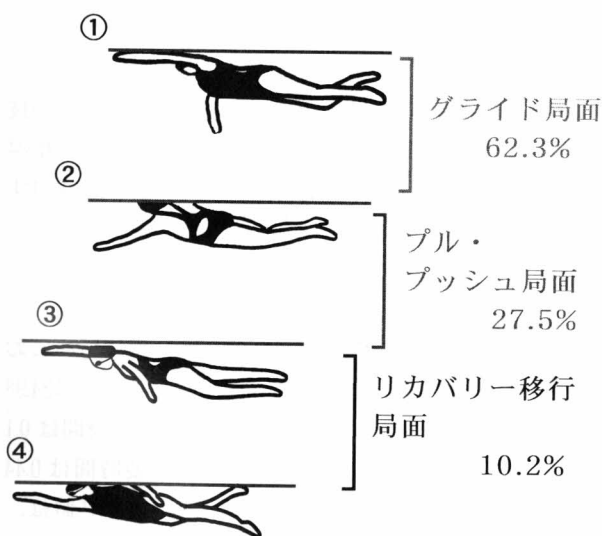 ①
グライド局面
62.3%
②
プル・
プッシュ局面
27.5%
③
リカバリー移行
局面
10.2%
④